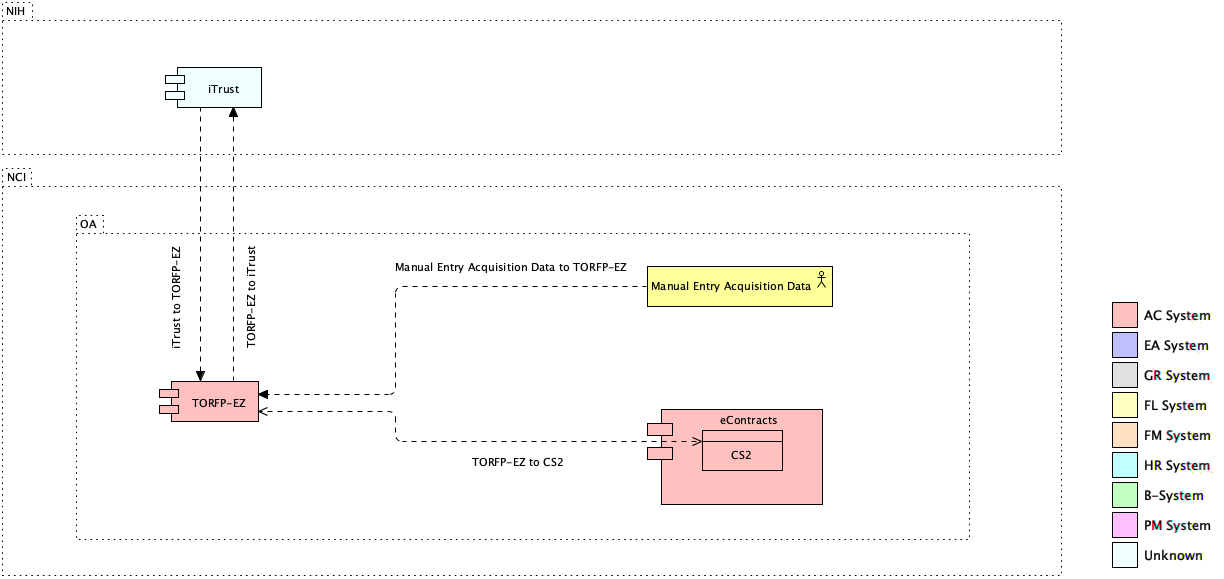 NIH
iTrust
NCI
OA
iTrust to TORFP-EZ
TORFP-EZ to iTrust
Manual Entry Acquisition Data to TORFP-EZ
Manual Entry Acquisition Data
TORFP-EZ
eContracts
CS2
TORFP-EZ to CS2
AC System
EA System
GR System
FL System
FM System
HR System
B-System
PM System
Unknown